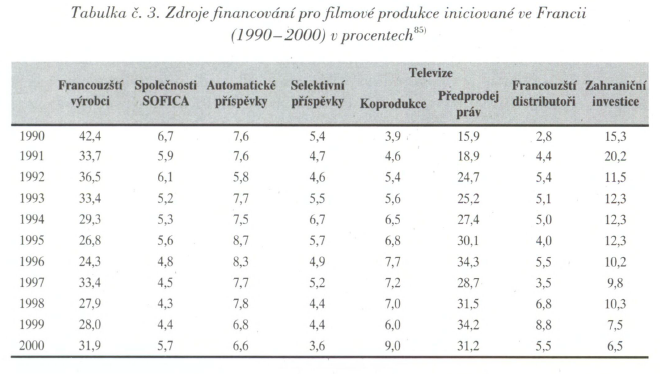 Tabulka č. 3. Zdroje financování pro filmové produkce iniciované ve Francii
(1990–2000) v procentech85)
Televize
Francouzští výrobci Společnosti SOFICA Automatické příspěvky Selektivní příspěvky Koprodukce Předprodej práv Francouzští distributoři Zahraniční investice
1990 42,4 6,7 7,6 5,4 3,9 15,9 2,8 15,3
1991 33,7 5,9 7,6 4,7 4,6 18,9 4,4 20,2
1992 36,5 6,1 5,8 4,6 5,4 24,7 5,4 11,5
1993 33,4 5,2 7,7 5,5 5,6 25,2 5,1 12,3
1994 29,3 5,3 7,5 6,7 6,5 27,4 5,0 12,3
1995 26,8 5,6 8,7 5,7 6,8 30,1 4,0 12,3
1996 24,3 4,8 8,3 4,9 7,7 34,3 5,5 10,2
1997 33,4 4,5 7,7 5,2 7,2 28,7 3,5 9,8
1998 27,9 4,3 7,8 4,4 7,0 31,5 6,8 10,3
1999 28,0 4,4 6,8 4,4 6,0 34,2 8,8 7,5
2000 31,9 5,7 6,6 3,6 9,0 31,2 5,5 6,5